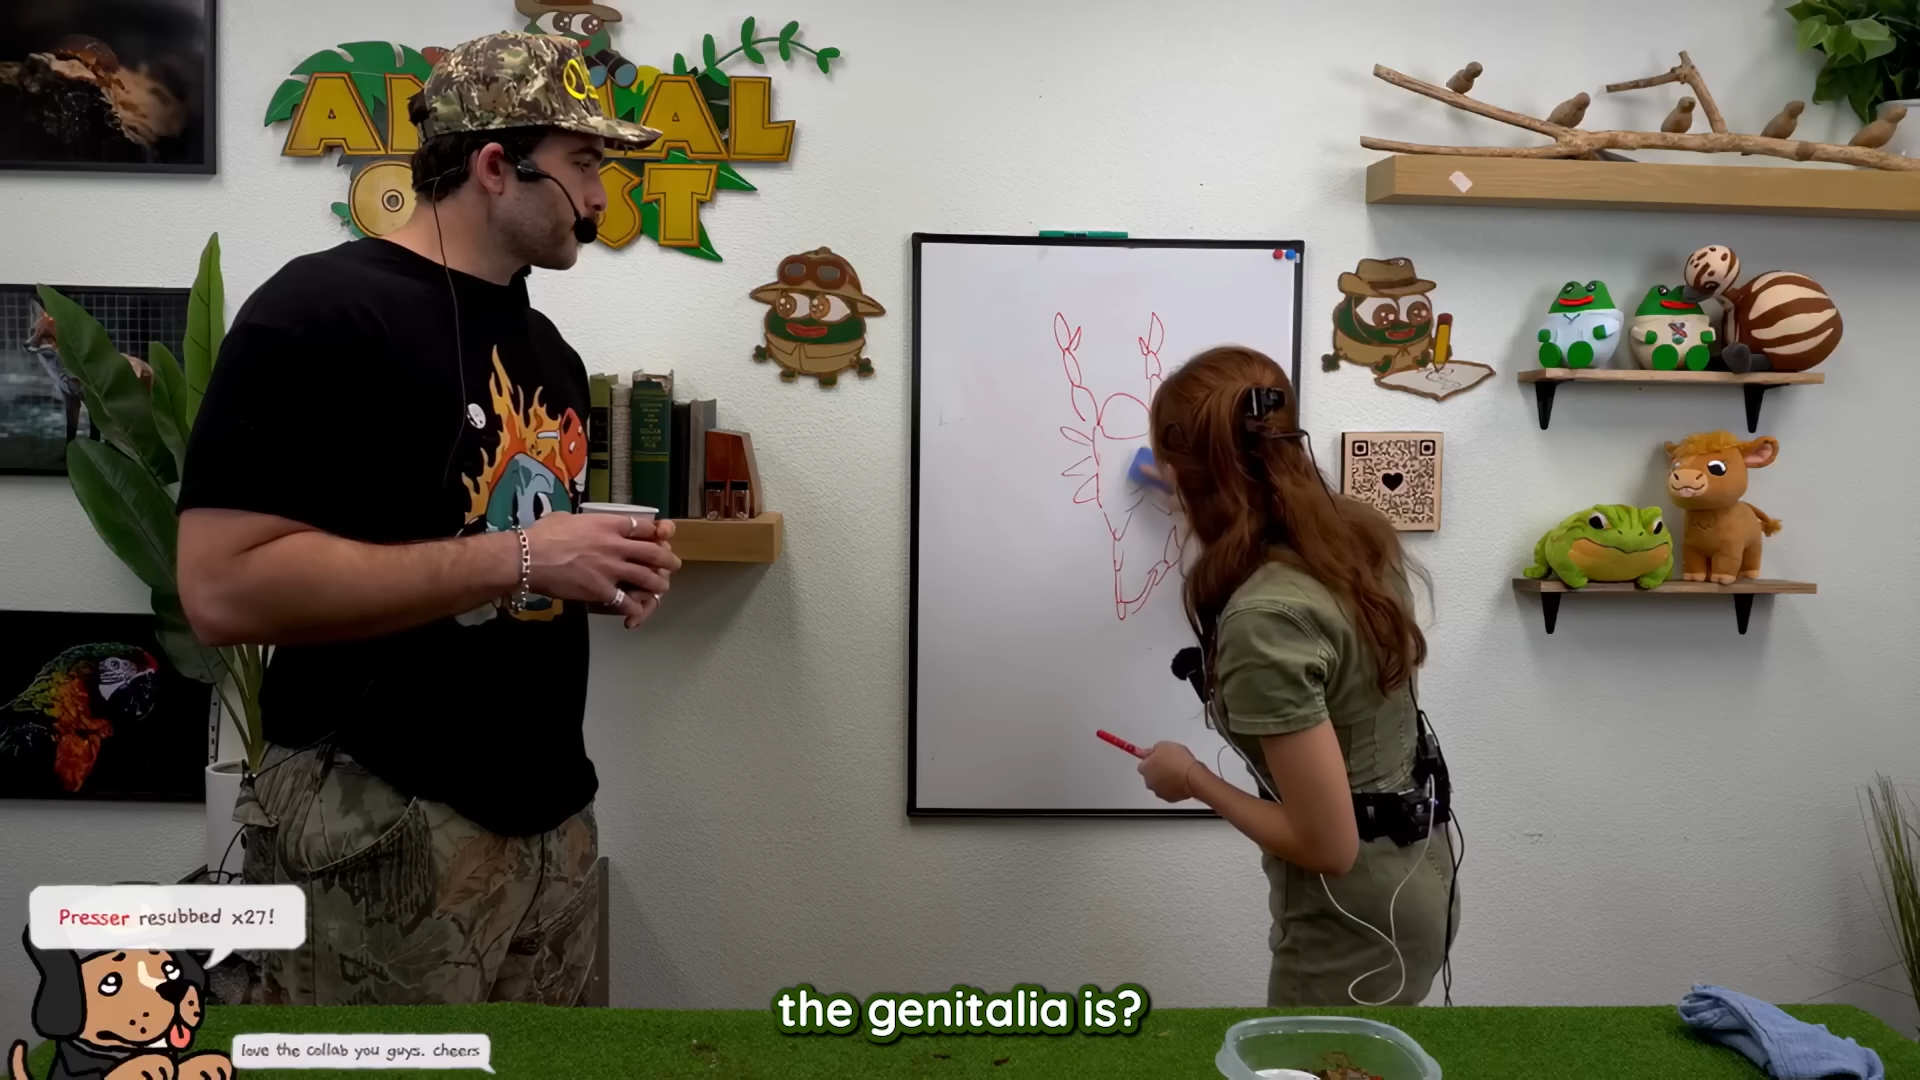 Presser resubbed x27!
love the collab you guys. cheers
the genitalia is?